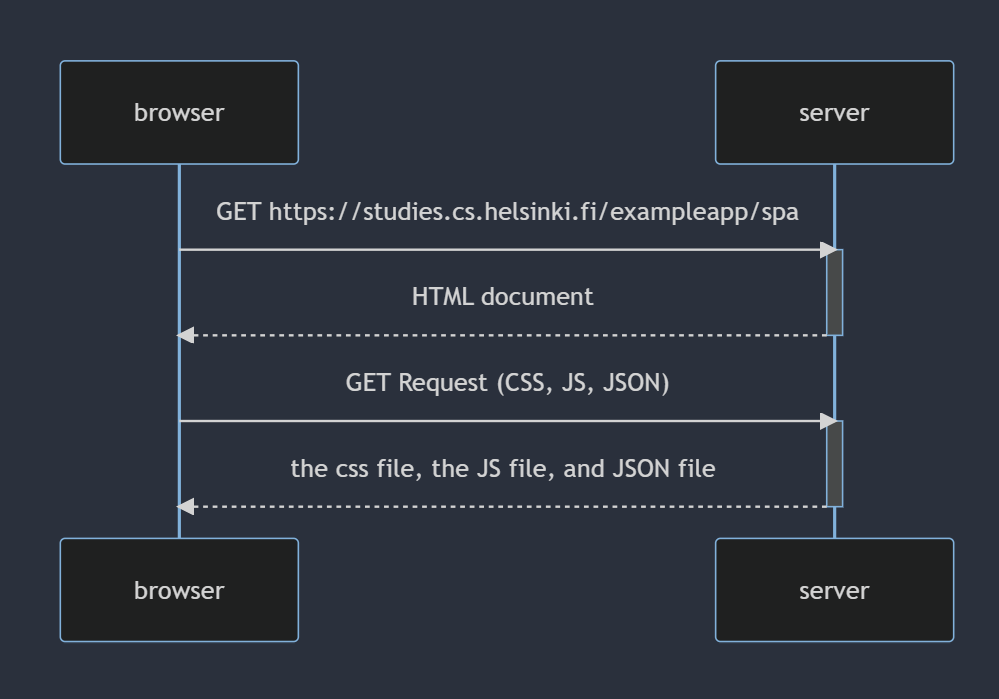 browser
server
GET https://studies.cs.helsinki.fi/exampleapp/spa
HTML document
GET Request (CSS, JS, JSON)
the css file, the JS file, and JSON file
browser
server